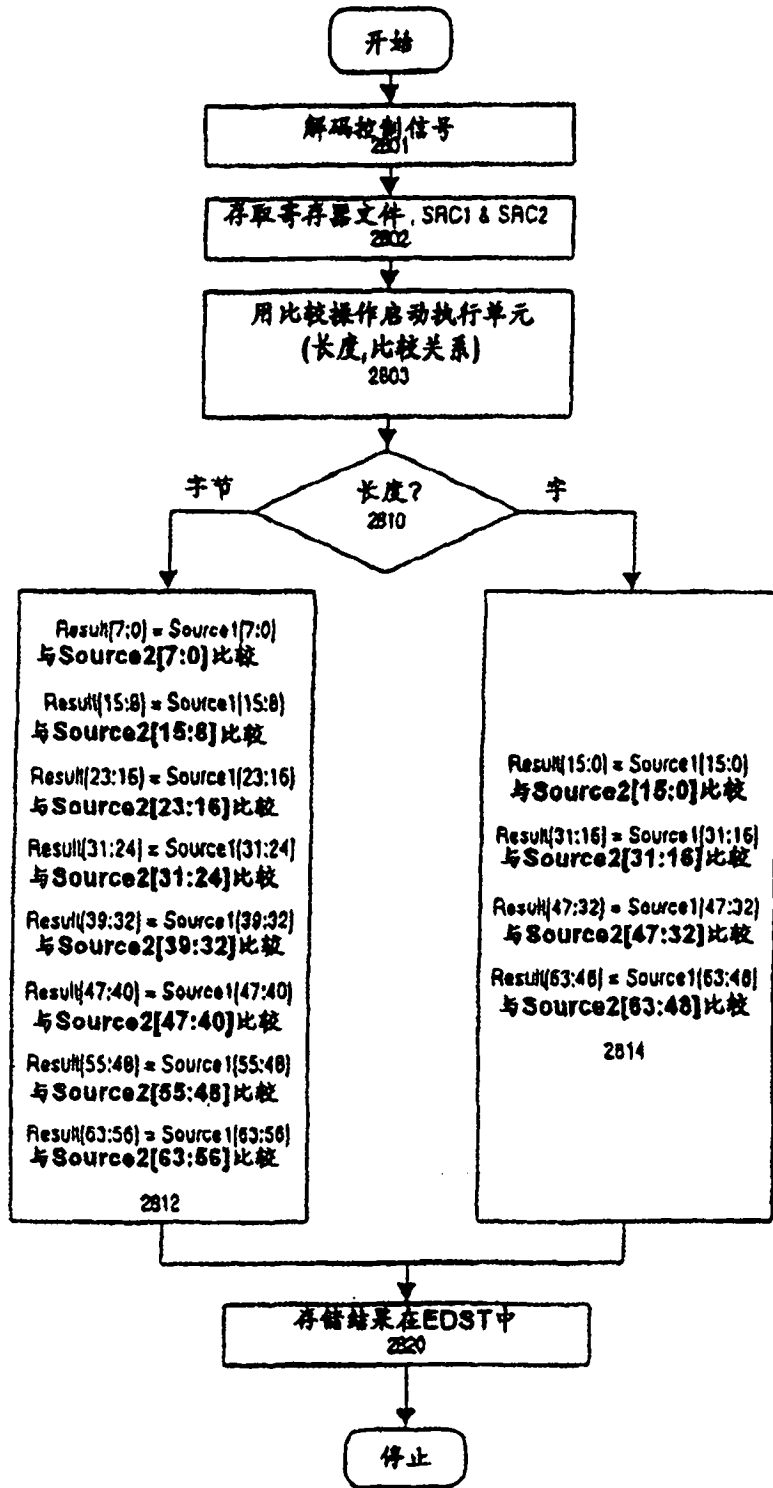 开始
解码控制信号
2801
存取寄存器文件, SRC1 & SRC2
2802
用比较操作启动执行单元
(长度,比较关系)
2803
字节
长度?
2810
字
Result(7:0) = Source1(7:0)
与Source2[7:0]比较
Result(15:8) = Source1(15:8)
与Source2[15:8]比较
Result(23:16) = Source1(23:16)
与Source2[23:16]比较
Result(31:24) = Source1(31:24)
与Source2[31:24]比较
Result(39:32) = Source1(39:32)
与Source2[39:32]比较
Result(47:40) = Source1(47:40)
与Source2[47:40]比较
Result(55:48) = Source1(55:48)
与Source2[55:48]比较
Result(63:56) = Source1(63:56)
与Source2[63:56]比较
2812
Result(15:0) = Source1(15:0)
与Source2[15:0]比较
Result(31:16) = Source1(31:16)
与Source2[31:16]比较
Result(47:32) = Source1(47:32)
与Source2[47:32]比较
Result(63:48) = Source1(63:48)
与Source2[63:48]比较
2814
存储结果在EDST中
2820
停止